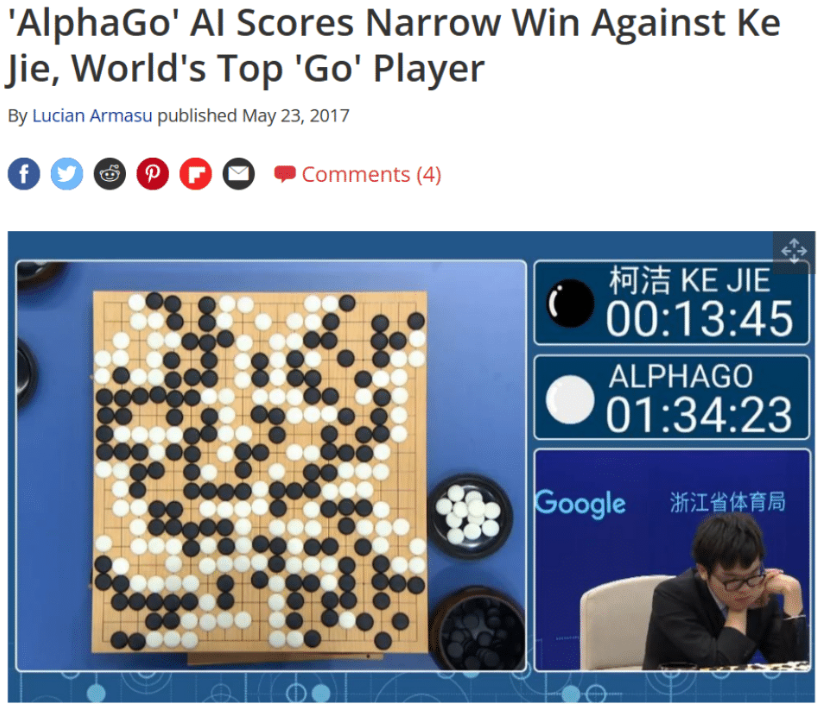 'AlphaGo' AI Scores Narrow Win Against Ke
Jie, World's Top 'Go' Player
By Lucian Armasu published May 23, 2017
Comments (4)
柯洁 KE JIE
00:13:45
ALPHAGO
01:34:23
Google
浙江省体育局